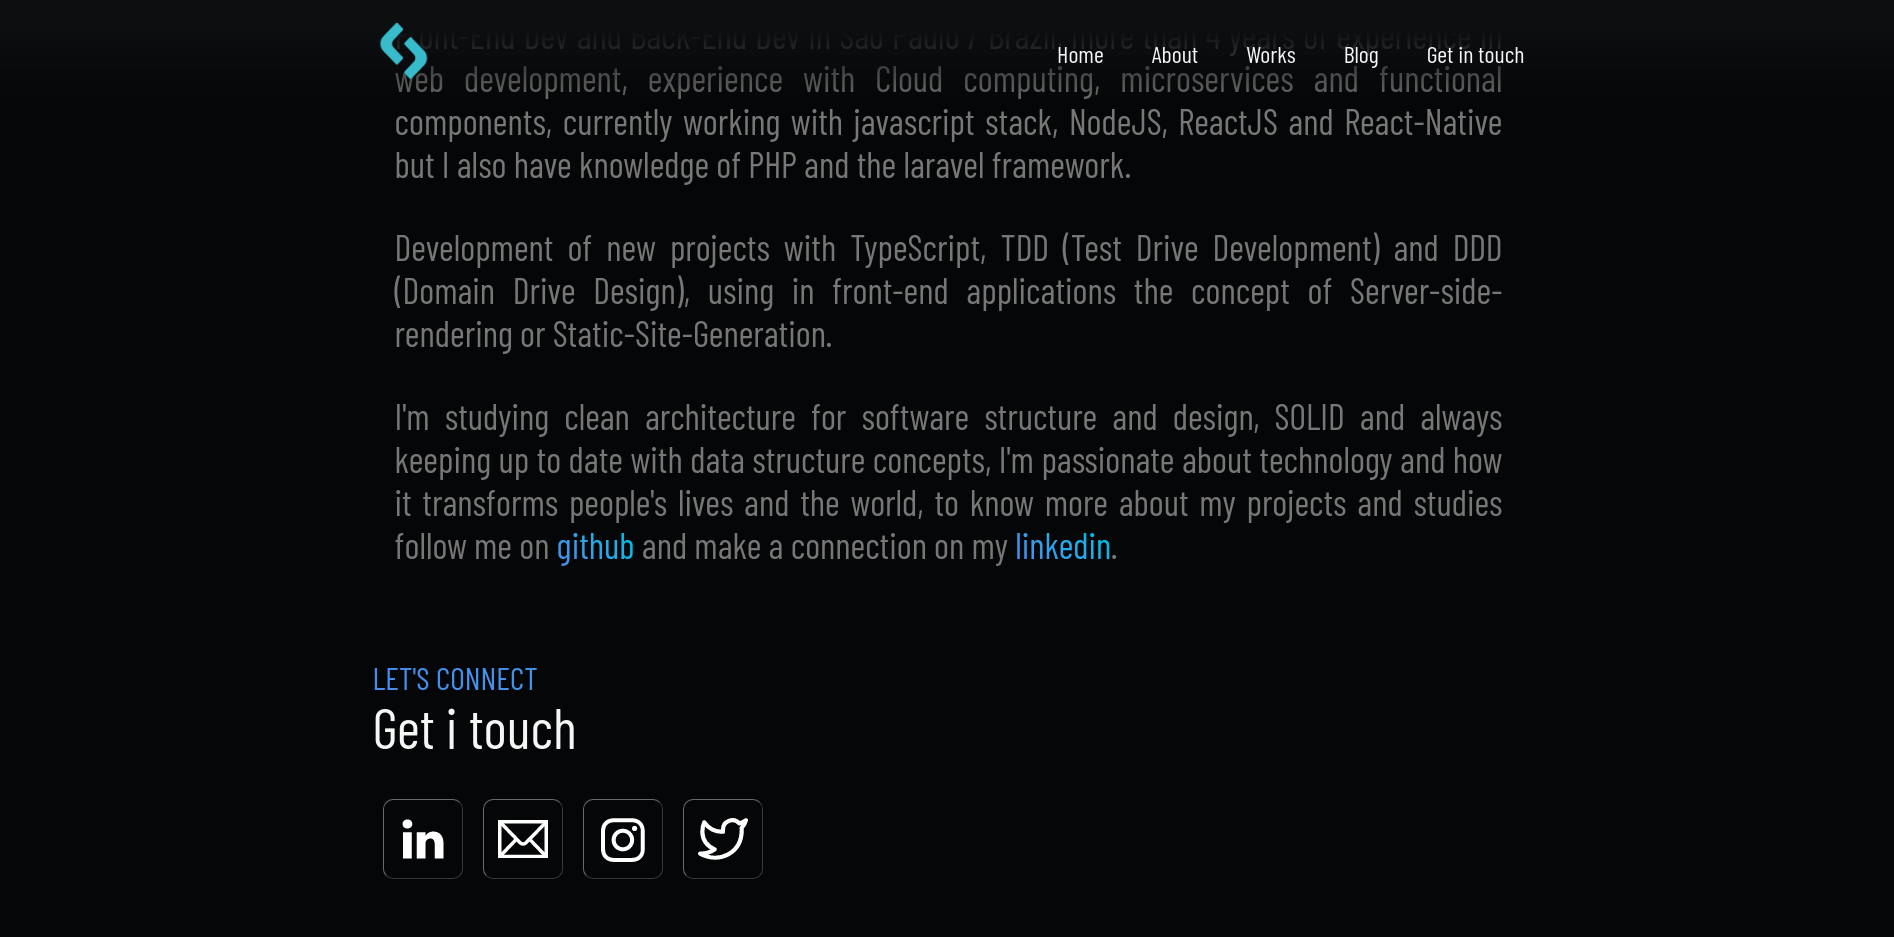 Home About Works Blog Get in touch
Front-End Dev and Back-End Dev in São Paulo / Brazil, more than 4 years of experience in
web development, experience with Cloud computing, microservices and functional
components, currently working with javascript stack, NodeJS, ReactJS and React-Native
but I also have knowledge of PHP and the laravel framework.
Development of new projects with TypeScript, TDD (Test Drive Development) and DDD
(Domain Drive Design), using in front-end applications the concept of Server-side-
rendering or Static-Site-Generation.
I'm studying clean architecture for software structure and design, SOLID and always
keeping up to date with data structure concepts, I'm passionate about technology and how
it transforms people's lives and the world, to know more about my projects and studies
follow me on github and make a connection on my linkedin.
LET'S CONNECT
Get i touch
in